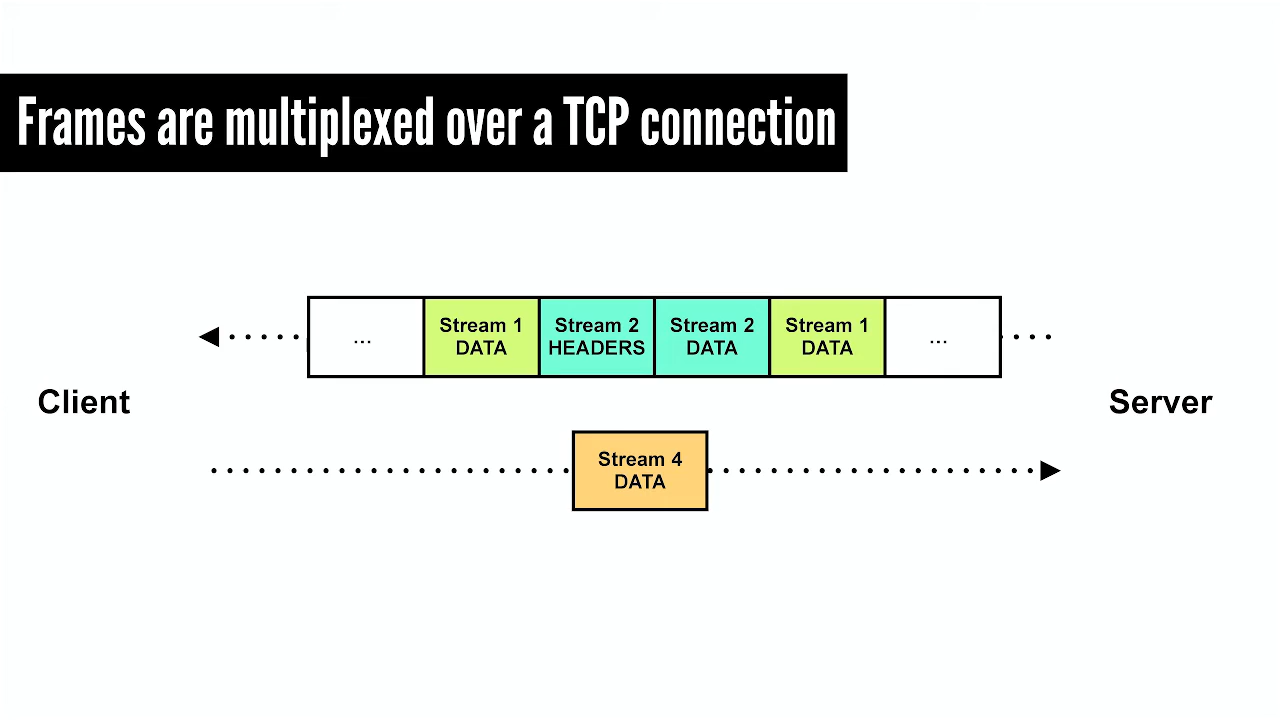 Frames are multiplexed over a TCP connection
... Stream 1 Stream 2 Stream 2 Stream 1 ...
DATA HEADERS DATA DATA
Client Server
Stream 4
DATA